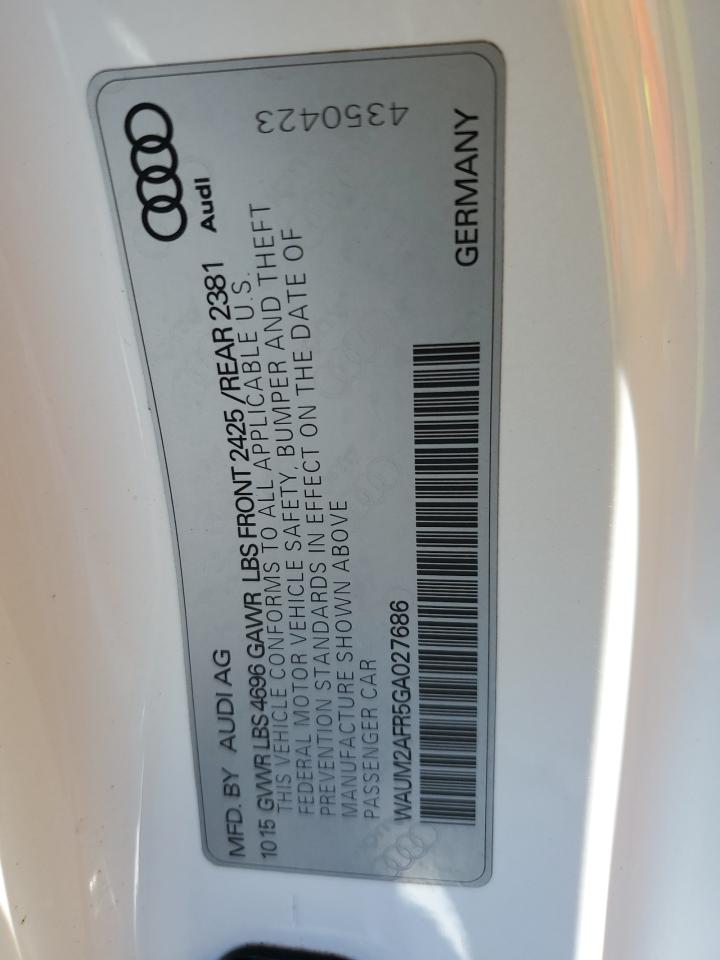 MFD. BY AUDI AG
1015 GVWR LBS 4696 GAWR LBS FRONT 2425 /REAR 2381
THIS VEHICLE CONFORMS TO ALL APPLICABLE U.S.
FEDERAL MOTOR VEHICLE SAFETY, BUMPER AND THEFT
PREVENTION STANDARDS IN EFFECT ON THE DATE OF
MANUFACTURE SHOWN ABOVE
PASSENGER CAR
WAUM2AFR5GA027686
Audi
4350423
GERMANY